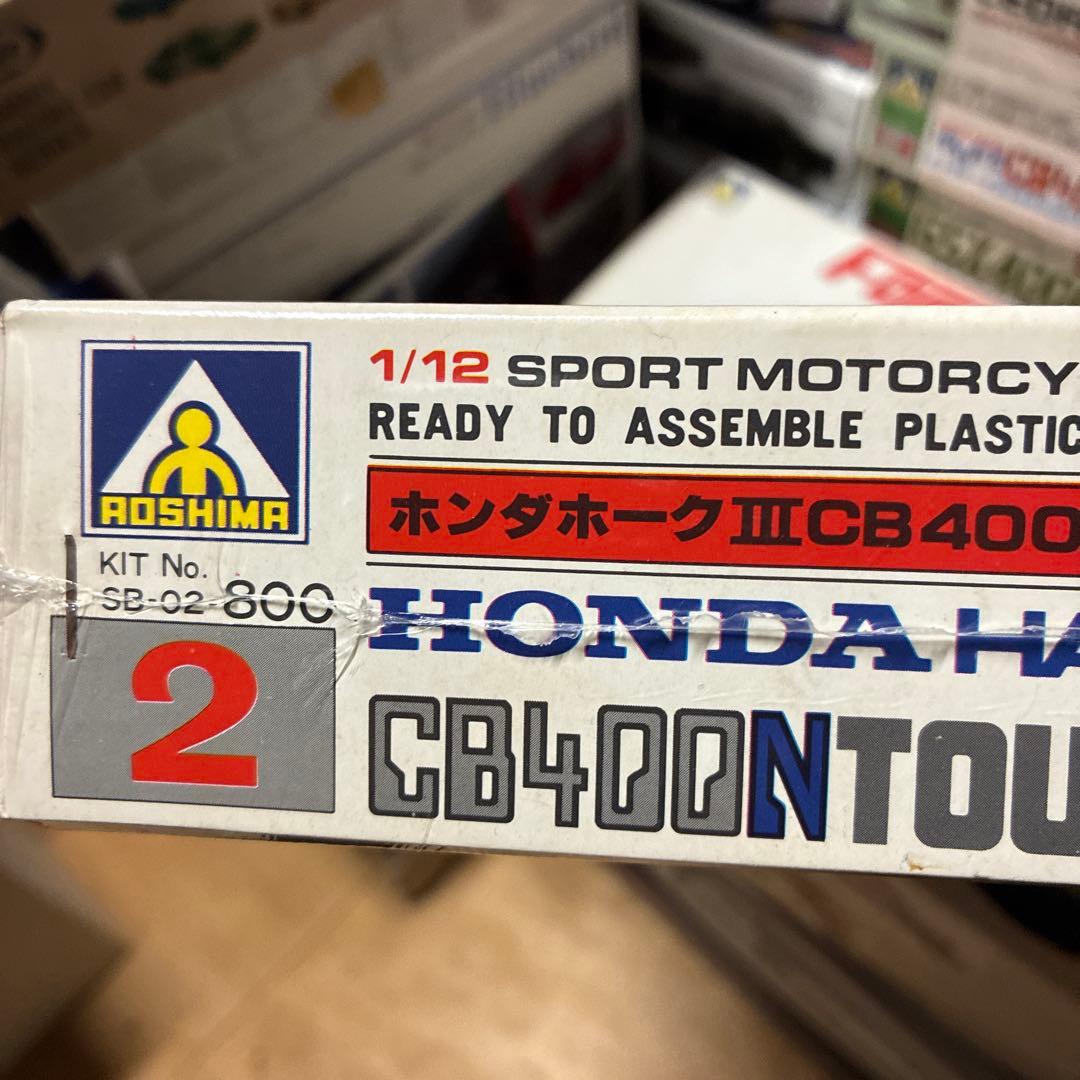 AOSHIMA
KIT No.
SB-02-800
2
1/12 SPORT MOTORCY
READY TO ASSEMBLE PLASTIC
ホンダホークⅢCB400
HONDA HA
CB400NTOU